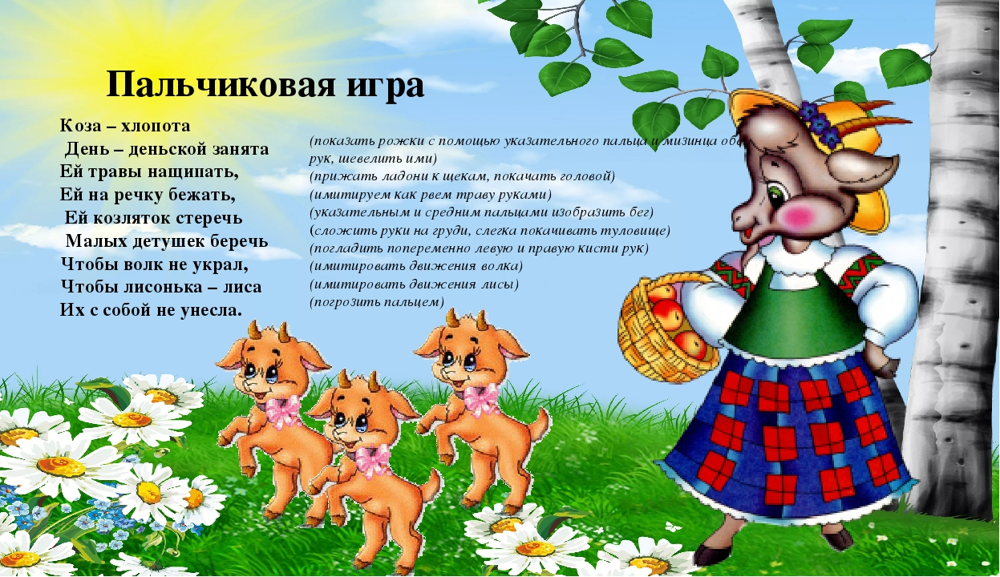 Пальчиковая игра
Коза – хлопота
День – деньской занята
Ей травы нащипать,
Ей на речку бежать,
Ей козляток стеречь
Малых детушек беречь
Чтобы волк не украл,
Чтобы лисонька – лиса
Их с собой не унесла.
(показать рожки с помощью указательного пальца и мизинца
рук, шевелить ими)
(прижать ладони к щекам, покачать головой)
(имитируем как рвем траву руками)
(указательным и средним пальцами изобразить бег)
(сложить руки на груди, слегка покачивать туловище)
(погладить попеременно левую и правую кисти рук)
(имитировать движения волка)
(имитировать движения лисы)
(погрозить пальцем)